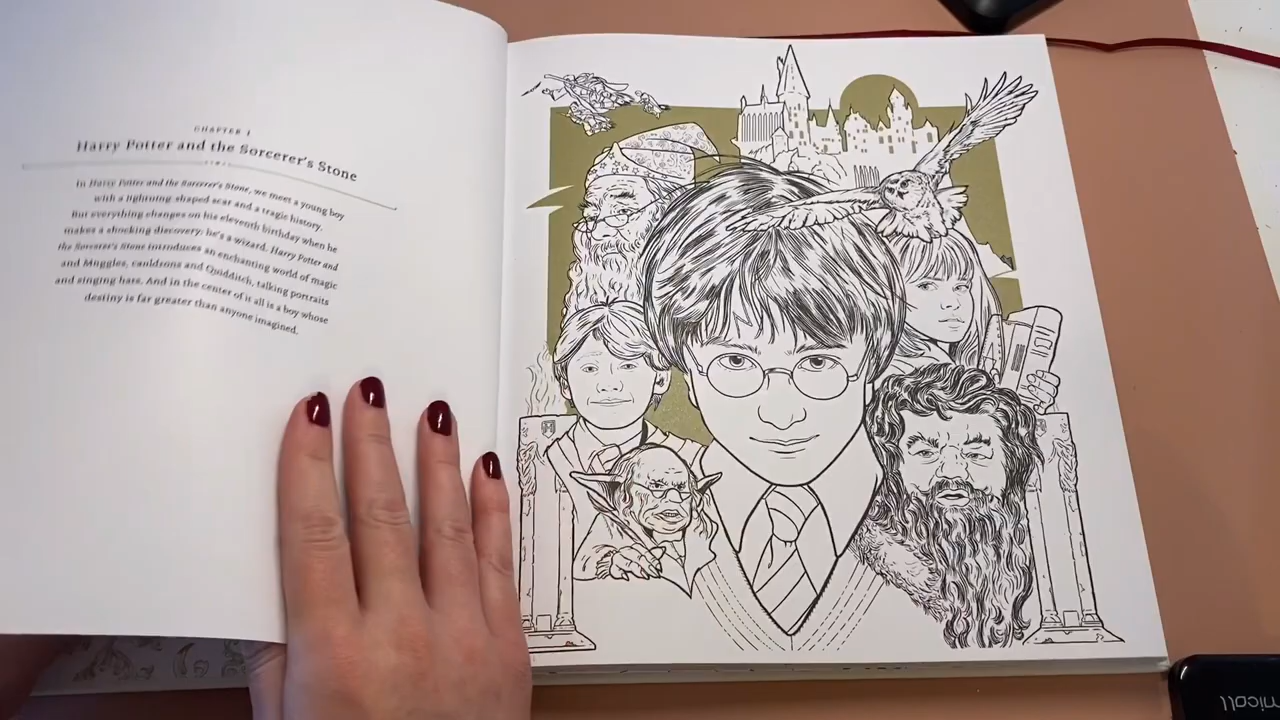 CHAPTER 1
Harry Potter and the Sorcerer's Stone
In Harry Potter and the Sorcerer's Stone, we meet a young boy
with a lightning-shaped scar and a tragic history.
But everything changes on his eleventh birthday when he
makes a shocking discovery: he's a wizard. Harry Potter and
the Sorcerer's Stone introduces an enchanting world of magic
and Muggles, cauldrons and Quidditch, talking portraits
and singing hats. And in the center of it all is a boy whose
destiny is far greater than anyone imagined.